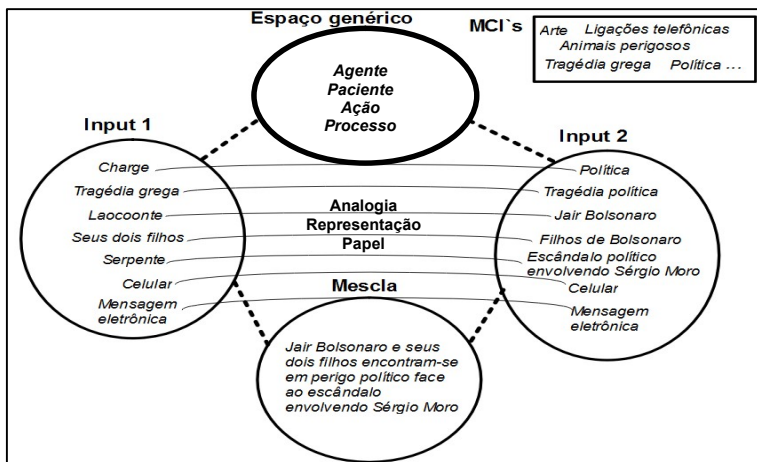 Espaço genérico
MCI`s
Arte Ligações telefônicas
Animais perigosos
Tragédia grega Política ...
Agente
Paciente
Ação
Processo
Input 1
Input 2
Charge
Política
Tragédia grega
Tragédia política
Analogia
Laocoonte
Jair Bolsonaro
Representação
Seus dois filhos
Filhos de Bolsonaro
Papel
Serpente
Escândalo político
envolvendo Sérgio Moro
Celular
Celular
Mescla
Mensagem
eletrônica
Mensagem
eletrônica
Jair Bolsonaro e seus
dois filhos encontram-se
em perigo político face
ao escândalo
envolvendo Sérgio Moro